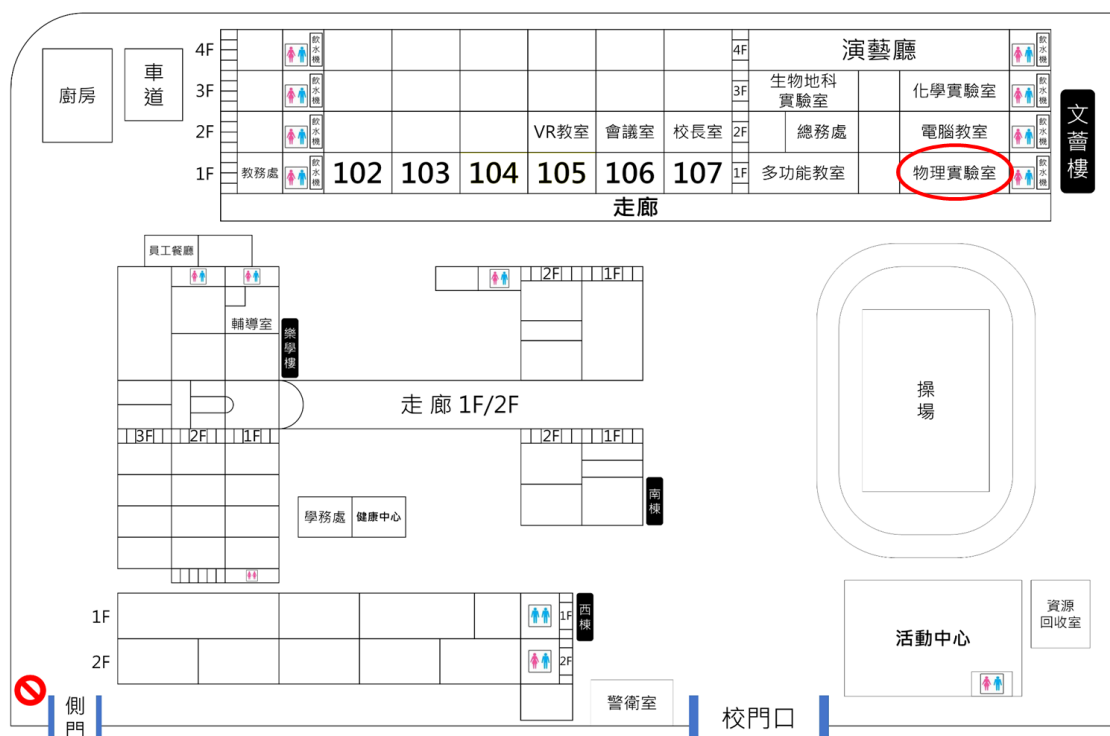 4F
飲水機
4F
演藝廳
飲水機
廚房
車道
3F
飲水機
3F
生物地科
實驗室
化學實驗室
飲水機
文薈樓
2F
飲水機
VR教室
會議室
校長室
2F
總務處
電腦教室
飲水機
1F
教務處
飲水機
102
103
104
105
106
107
1F
多功能教室
物理實驗室
飲水機
走廊
員工餐廳
2F
1F
輔導室
樂學樓
走廊 1F/2F
操場
3F
2F
1F
2F
1F
南棟
學務處
健康中心
1F
1F
西棟
2F
2F
活動中心
資源
回收室
側門
警衛室
校門口